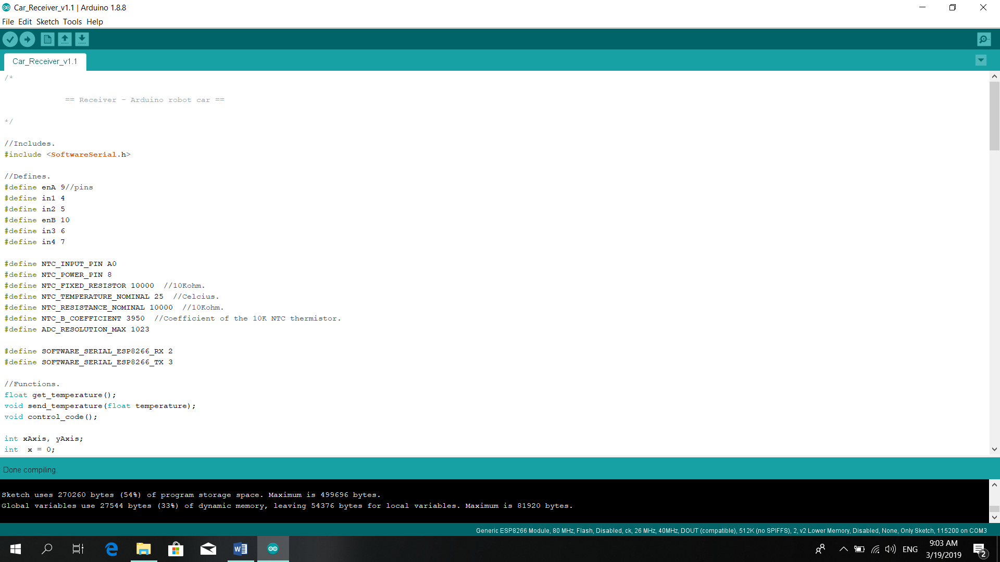 Car_Receiver_v1.1 | Arduino 1.8.8
File Edit Sketch Tools Help
Car_Receiver_v1.1
/*
== Receiver - Arduino robot car ==
*/
//Includes.
#include <SoftwareSerial.h>
//Defines.
#define enA 9//pins
#define in1 4
#define in2 5
#define enB 10
#define in3 6
#define in4 7
#define NTC_INPUT_PIN A0
#define NTC_POWER_PIN 8
#define NTC_FIXED_RESISTOR 10000  //10Kohm.
#define NTC_TEMPERATURE_NOMINAL 25  //Celcius.
#define NTC_RESISTANCE_NOMINAL 10000  //10Kohm.
#define NTC_B_COEFFICIENT 3950  //Coefficient of the 10K NTC thermistor.
#define ADC_RESOLUTION_MAX 1023
#define SOFTWARE_SERIAL_ESP8266_RX 2
#define SOFTWARE_SERIAL_ESP8266_TX 3
//Functions.
float get_temperature();
void send_temperature(float temperature);
void control_code();
int xAxis, yAxis;
int  x = 0;
Done compiling.
Sketch uses 270260 bytes (54%) of program storage space. Maximum is 499696 bytes.
Global variables use 27544 bytes (33%) of dynamic memory, leaving 54376 bytes for local variables. Maximum is 81920 bytes.
Generic ESP8266 Module, 80 MHz, Flash, Disabled, ck, 26 MHz, 40MHz, DOUT (compatible), 512K (no SPIFFS), 2, v2 Lower Memory, Disabled, None, Only Sketch, 115200 on COM3
ENG
9:03 AM
3/19/2019
2